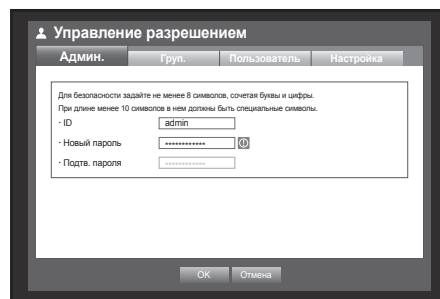 Управление разрешением
Админ. Груп. Пользователь Настройка
Для безопасности задайте не менее 8 символов, сочетая буквы и цифры.
При длине менее 10 символов в нем должны быть специальные символы.
· ID admin
· Новый пароль ************
· Подтв. пароля ************
OK Отмена